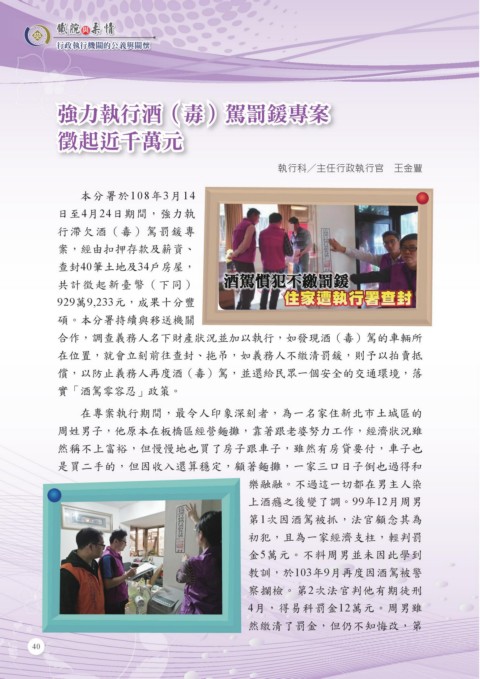 鐵腕與柔情
行政執行機關的公義與關懷
強力執行酒（毒）駕罰鍰專案
徵起近千萬元
執行科／主任行政執行官　王金豐
本分署於108年3月14
日至4月24日期間，強力執
行滯欠酒（毒）駕罰鍰專
案，經由扣押存款及薪資、
查封40筆土地及34戶房屋，
共計徵起新臺幣（下同）
929萬9,233元，成果十分豐
碩。本分署持續與移送機關
酒駕慣犯不繳罰鍰
住家遭執行署查封
合作，調查義務人名下財產狀況並加以執行，如發現酒（毒）駕的車輛所
在位置，就會立刻前往查封、拖吊，如義務人不繳清罰鍰，則予以拍賣抵
償，以防止義務人再度酒（毒）駕，並還給民眾一個安全的交通環境，落
實「酒駕零容忍」政策。
在專案執行期間，最令人印象深刻者，為一名家住新北市土城區的
周姓男子，他原本在板橋區經營麵攤，靠著跟老婆努力工作，經濟狀況雖
然稱不上富裕，但慢慢地也買了房子跟車子，雖然有房貸要付，車子也
是買二手的，但因收入還算穩定，顧著麵攤，一家三口日子倒也過得和
樂融融。不過這一切都在男主人染
上酒癮之後變了調。99年12月周男
第1次因酒駕被抓，法官顧念其為
初犯，且為一家經濟支柱，輕判罰
金5萬元。不料周男並未因此學到
教訓，於103年9月再度因酒駕被警
察攔檢。第2次法官判他有期徒刑
4月，得易科罰金12萬元。周男雖
然繳清了罰金，但仍不知悔改，第
40